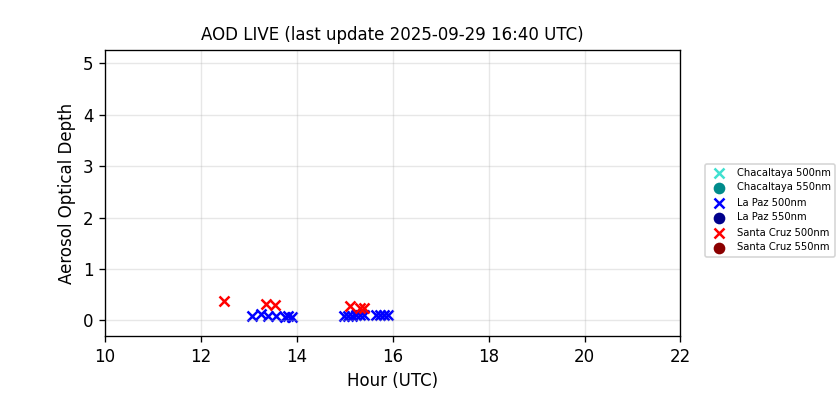 AOD LIVE (last update 2025-09-29 16:40 UTC)
Aerosol Optical Depth
5
4
3
2
1
0
10 12 14 16 18 20 22
Hour (UTC)
Chacaltaya 500nm
Chacaltaya 550nm
La Paz 500nm
La Paz 550nm
Santa Cruz 500nm
Santa Cruz 550nm